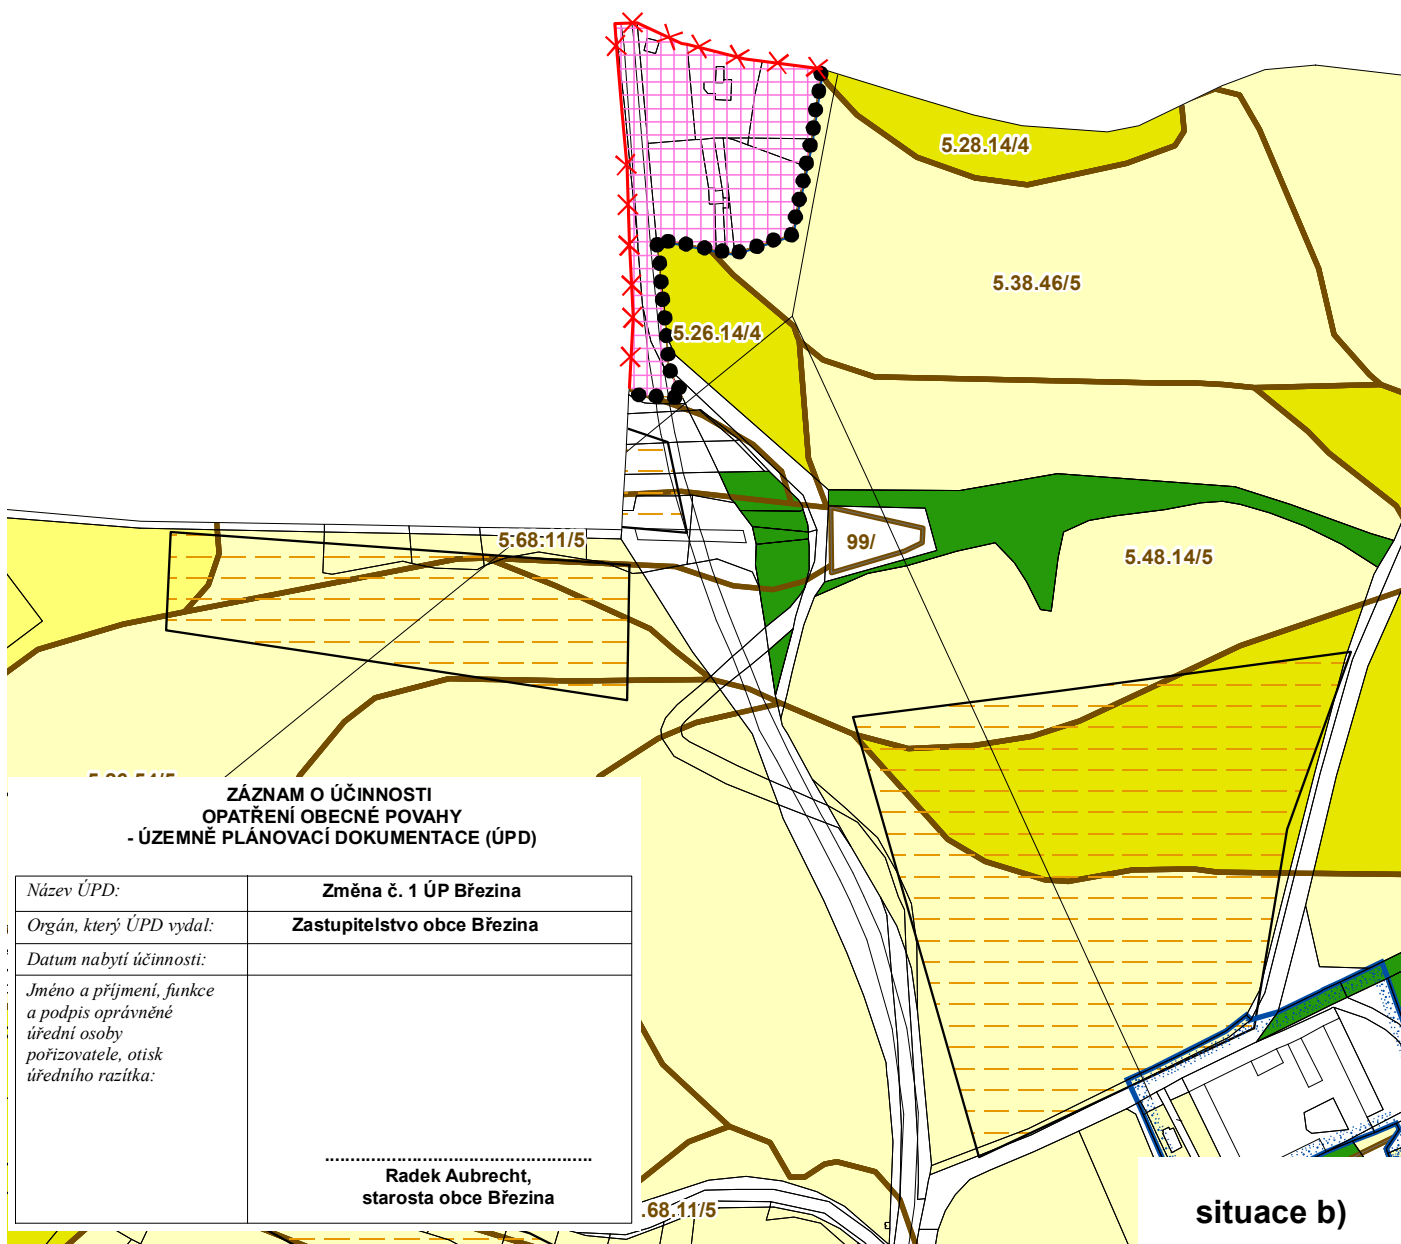 5.28.14/4
5.38.46/5
5.26.14/4
5.68.11/5
99/
5.48.14/5
ZÁZNAM O ÚČINNOSTI
OPATŘENÍ OBECNÉ POVAHY
- ÚZEMNĚ PLÁNOVACÍ DOKUMENTACE (ÚPD)
Název ÚPD: Změna č. 1 ÚP Březina
Orgán, který ÚPD vydal: Zastupitelstvo obce Březina
Datum nabytí účinnosti:
Jméno a příjmení, funkce
a podpis oprávněné
úřední osoby
pořizovatele, otisk
úředního razítka:
Radek Aubrecht,
starosta obce Březina
.68.11/5
situace b)